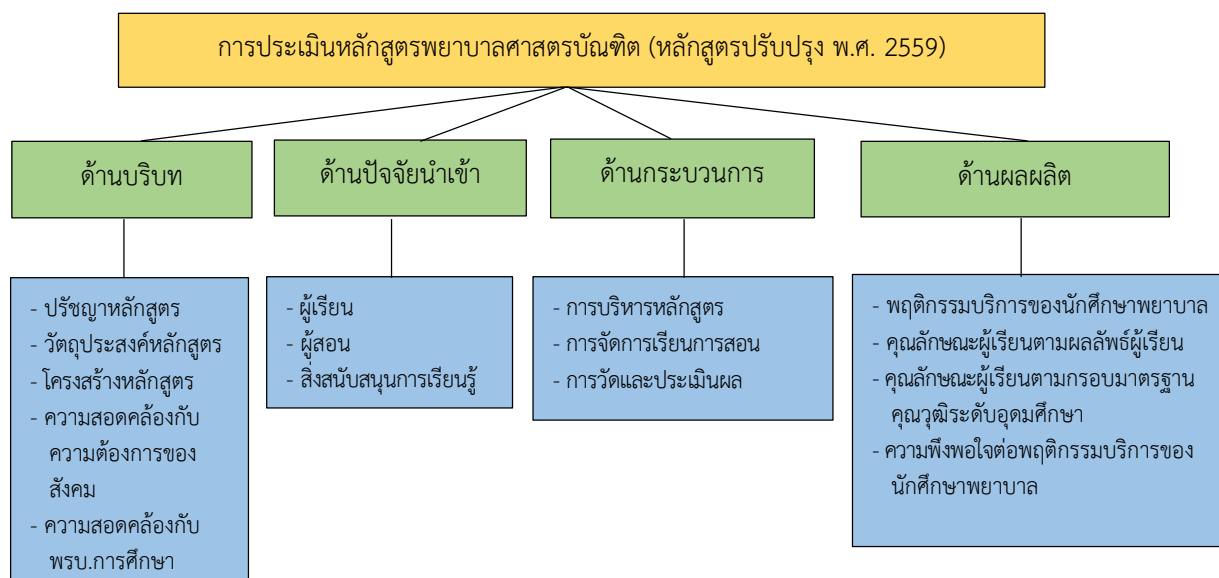 การประเมินหลักสูตรพยาบาลศาสตรบัณฑิต (หลักสูตรปรับปรุง พ.ศ. 2559)
ด้านบริบท
- ปรัชญาหลักสูตร
- วัตถุประสงค์หลักสูตร
- โครงสร้างหลักสูตร
- ความสอดคล้องกับ
ความต้องการของ
สังคม
- ความสอดคล้องกับ
พรบ.การศึกษา
ด้านปัจจัยนำเข้า
- ผู้เรียน
- ผู้สอน
- สิ่งสนับสนุนการเรียนรู้
ด้านกระบวนการ
- การบริหารหลักสูตร
- การจัดการเรียนการสอน
- การวัดและประเมินผล
ด้านผลผลิต
- พฤติกรรมบริการของนักศึกษาพยาบาล
- คุณลักษณะผู้เรียนตามผลลัพธ์ผู้เรียน
- คุณลักษณะผู้เรียนตามกรอบมาตรฐาน
คุณวุฒิระดับอุดมศึกษา
- ความพึงพอใจต่อพฤติกรรมบริการของ
นักศึกษาพยาบาล